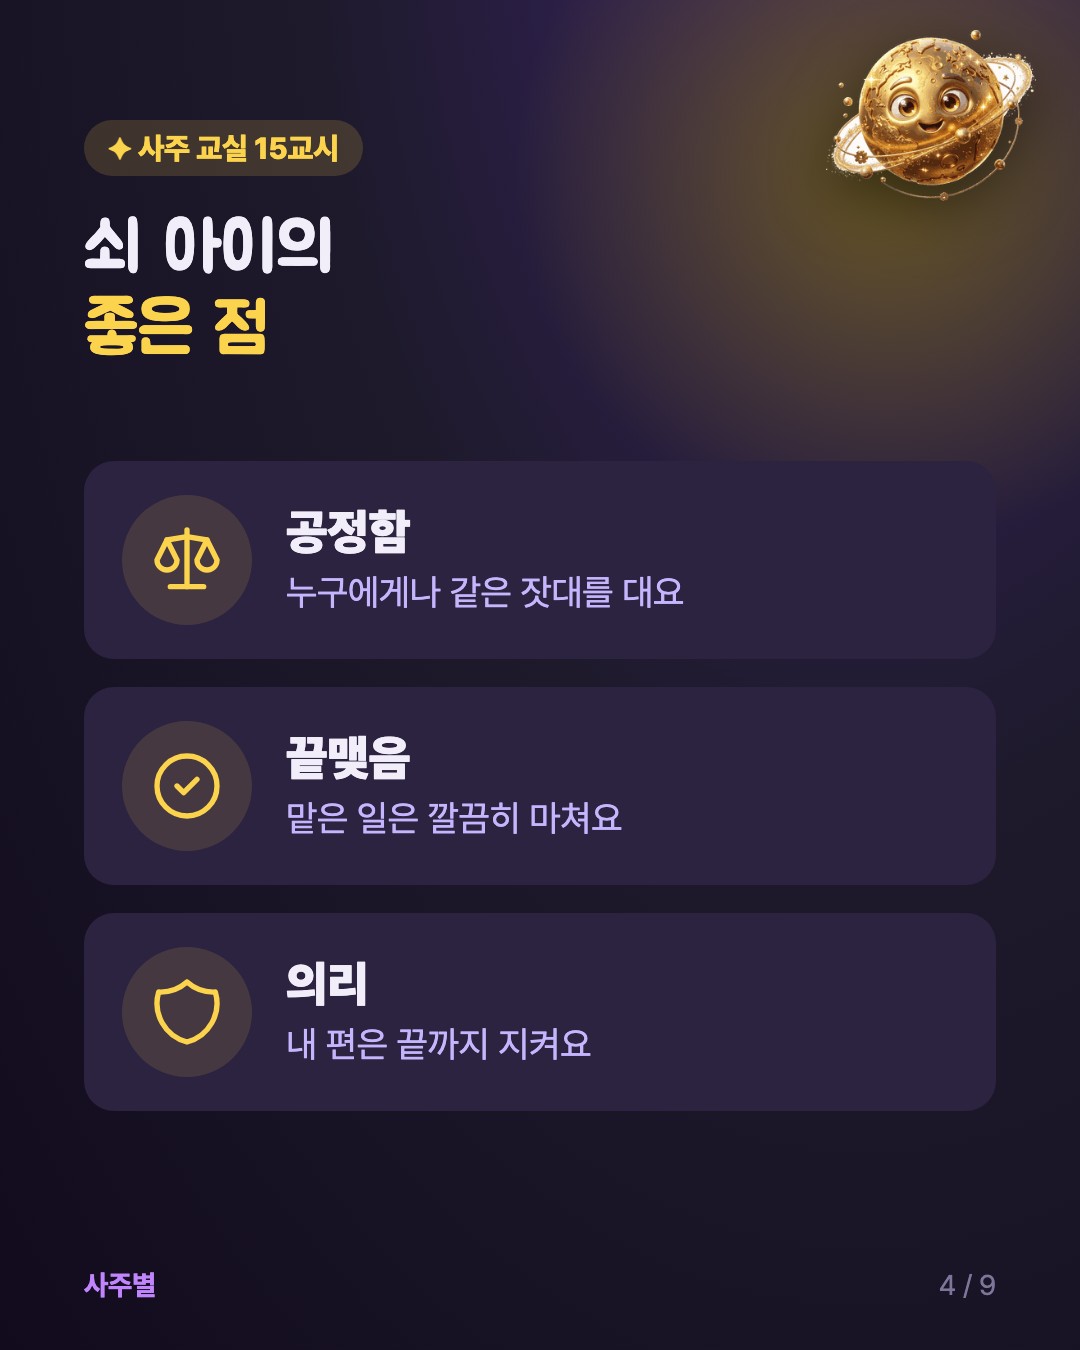 사주 교실 15교시
쇠 아이의
좋은 점
공정함
누구에게나 같은 잣대를 대요
끝맺음
맡은 일은 깔끔히 마쳐요
의리
내 편은 끝까지 지켜요
사주별
4 / 9